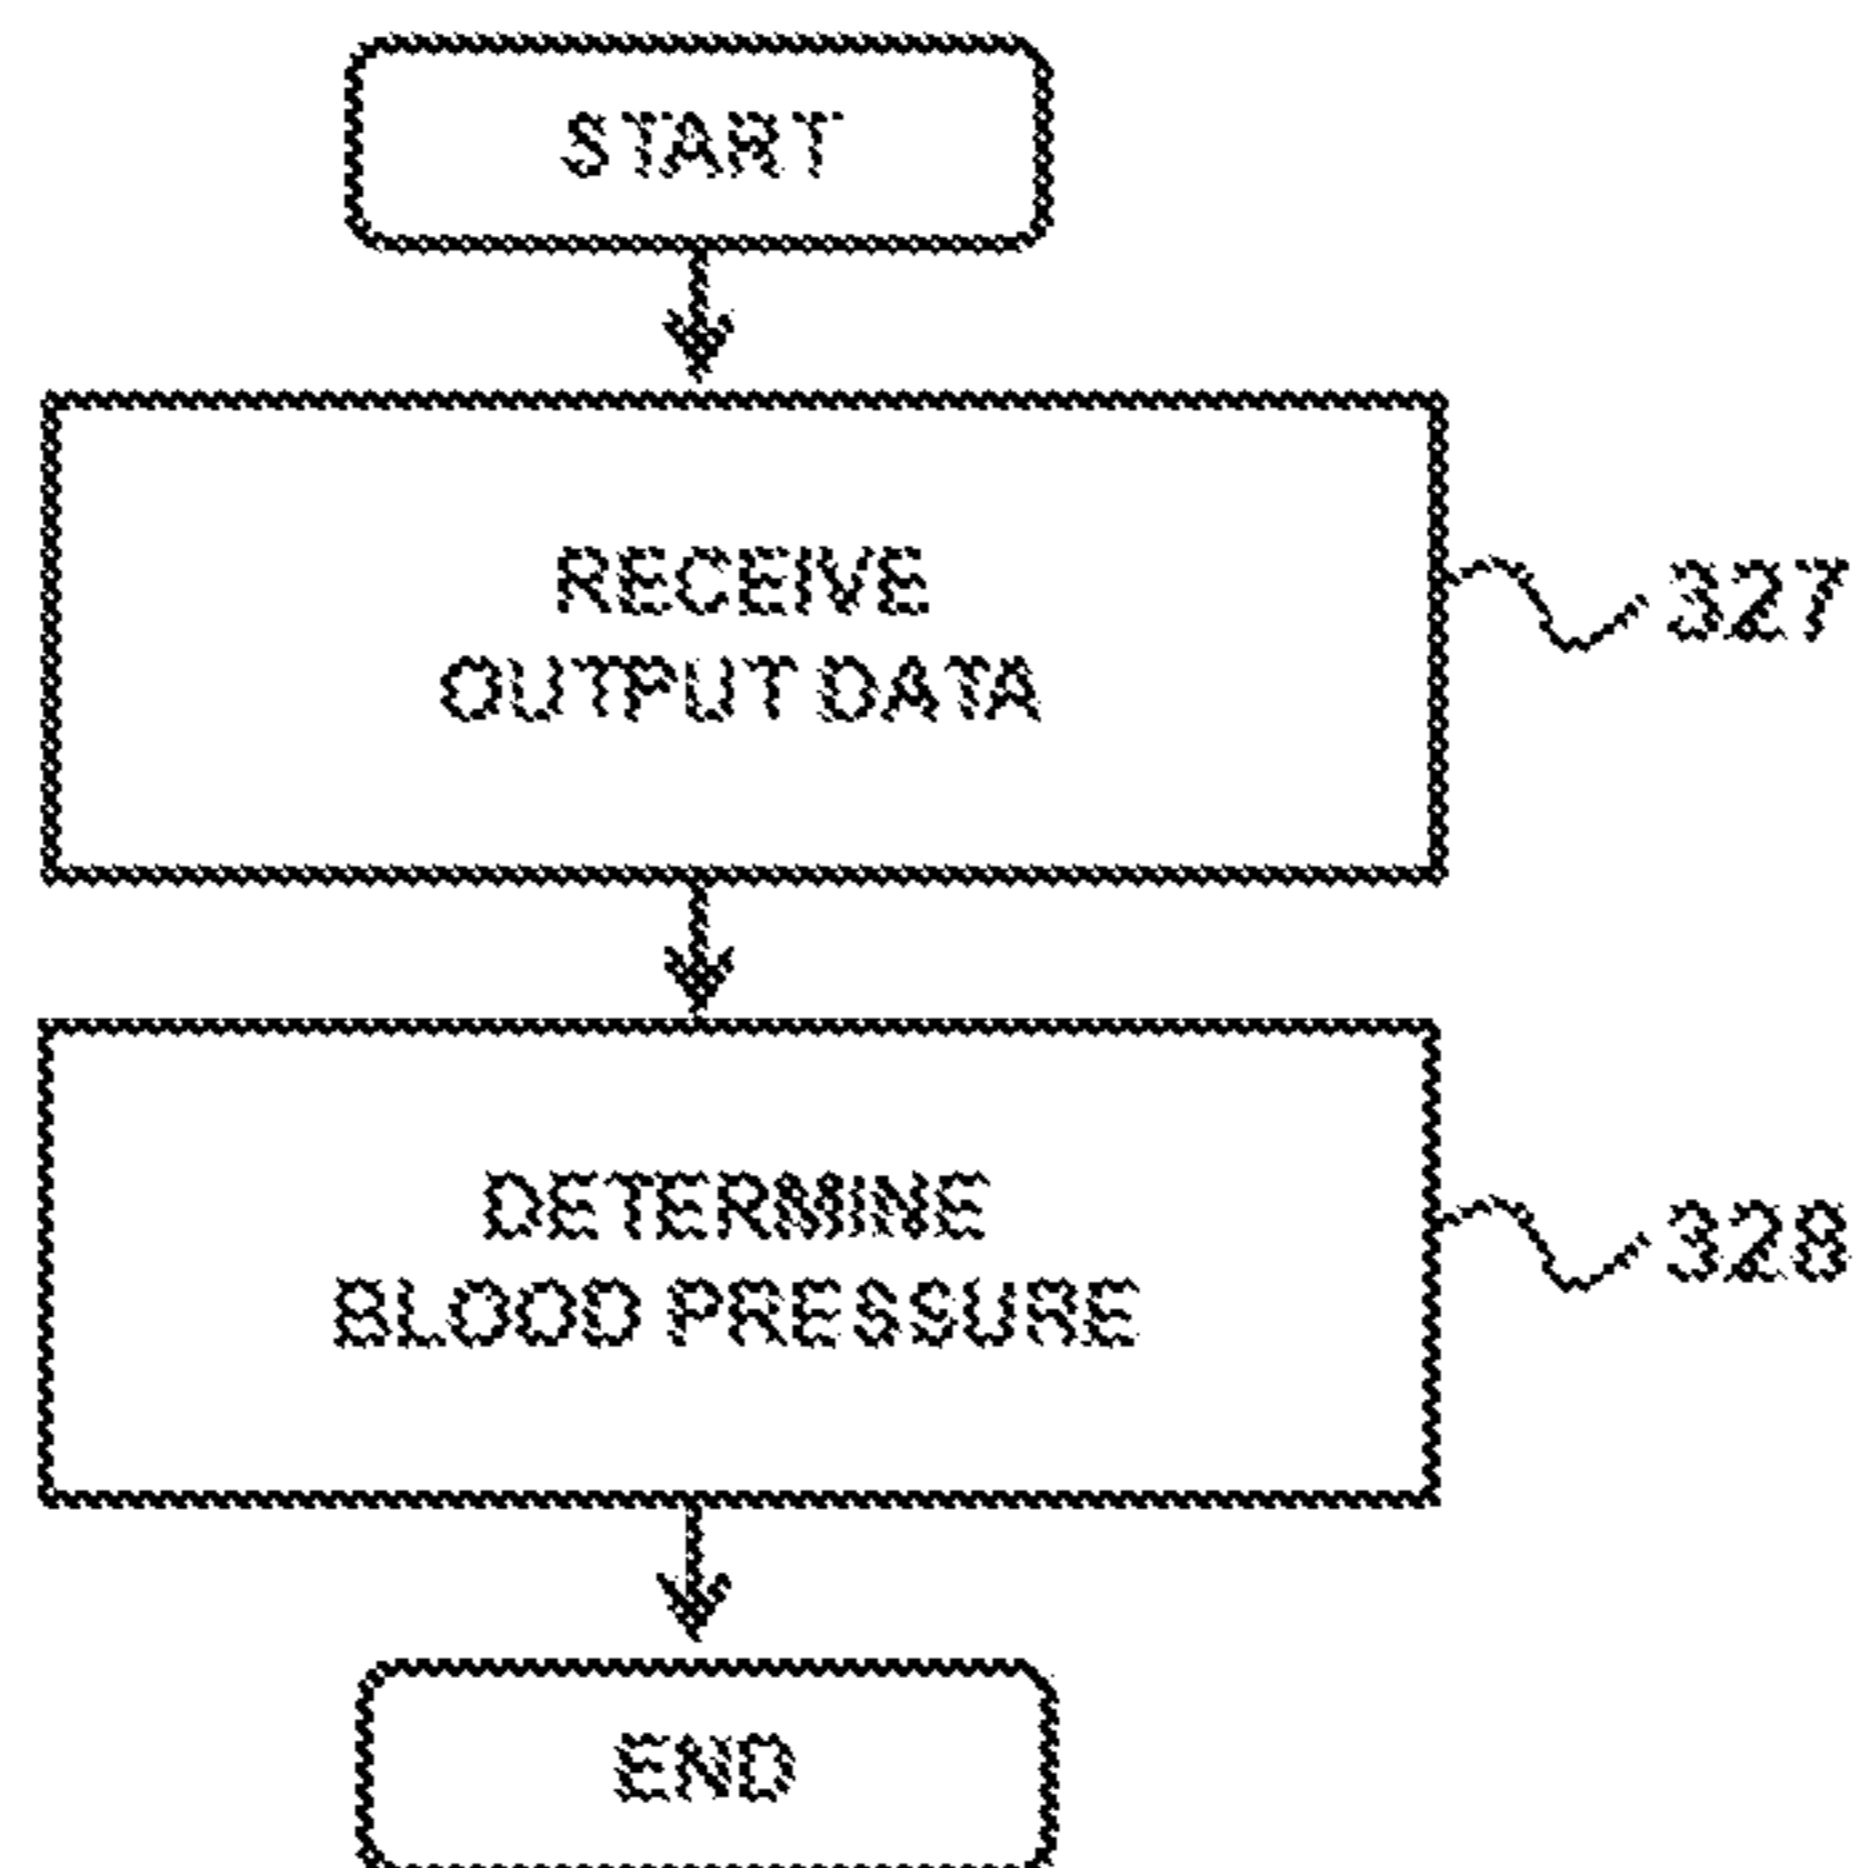 START
RECEIVE
OUTPUT DATA
327
DETERMINE
BLOOD PRESSURE
328
END